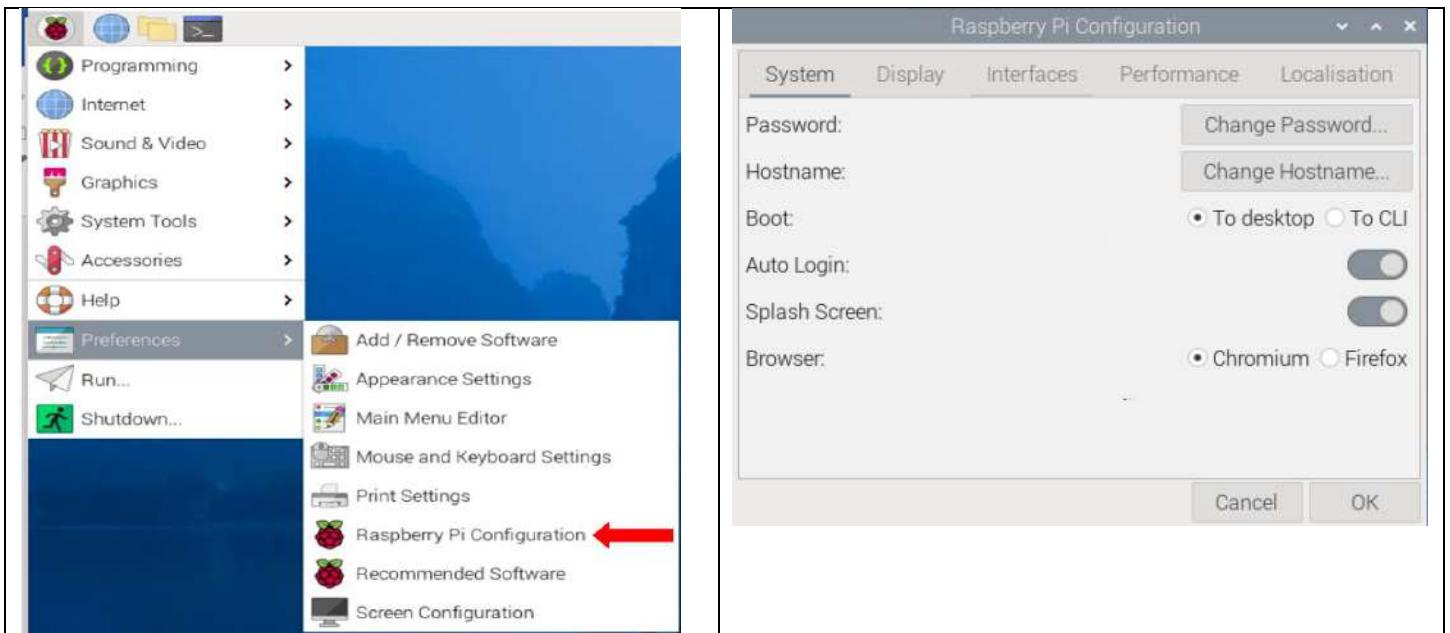 Programming
Internet
Sound & Video
Graphics
System Tools
Accessories
Help
Preferences
Run...
Shutdown...
Add / Remove Software
Appearance Settings
Main Menu Editor
Mouse and Keyboard Settings
Print Settings
Raspberry Pi Configuration
Recommended Software
Screen Configuration
Raspberry Pi Configuration
System Display Interfaces Performance Localisation
Password: Change Password...
Hostname: Change Hostname...
Boot: To desktop To CLI
Auto Login:
Splash Screen:
Browser: Chromium Firefox
Cancel OK